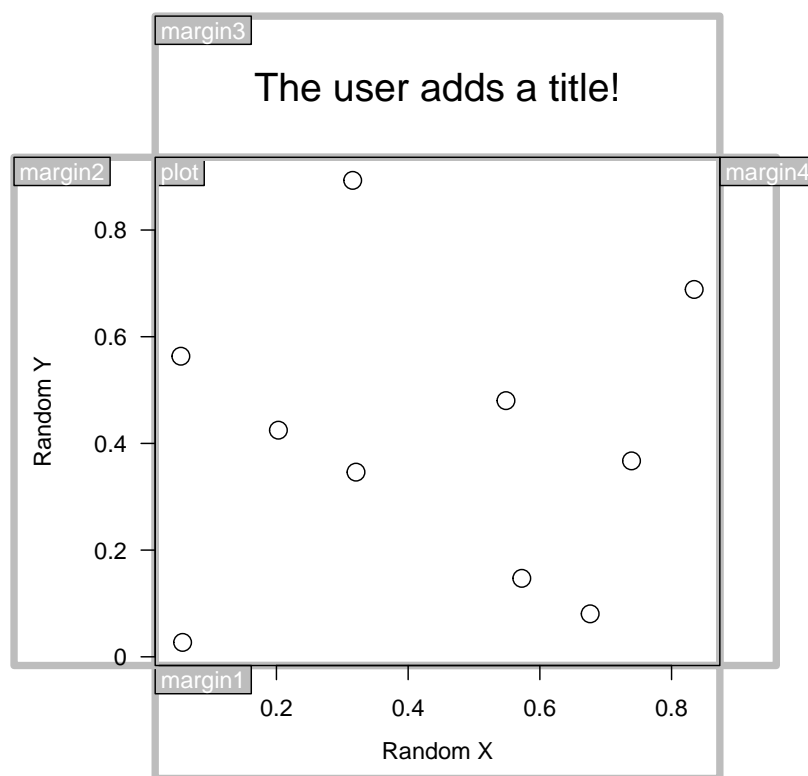 margin3
The user adds a title!
margin2
plot
margin4
0.8
0.6
Random Y
0.4
0.2
0
margin1
0.2 0.4 0.6 0.8
Random X